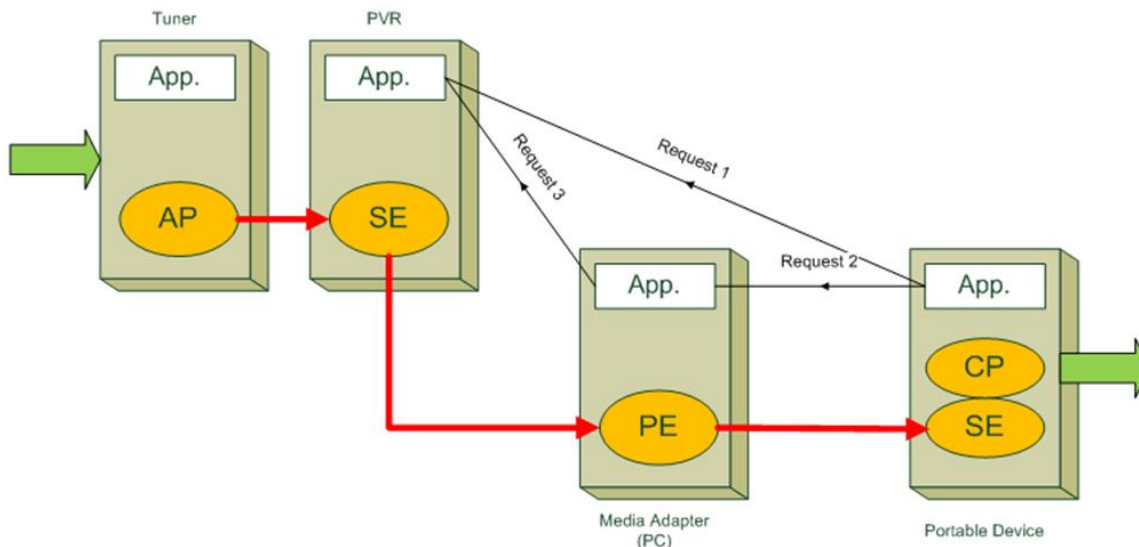 Tuner
PVR
App.
App.
AP
SE
Request 1
Request 3
Request 2
App.
App.
CP
PE
SE
Media Adapter
(PC)
Portable Device